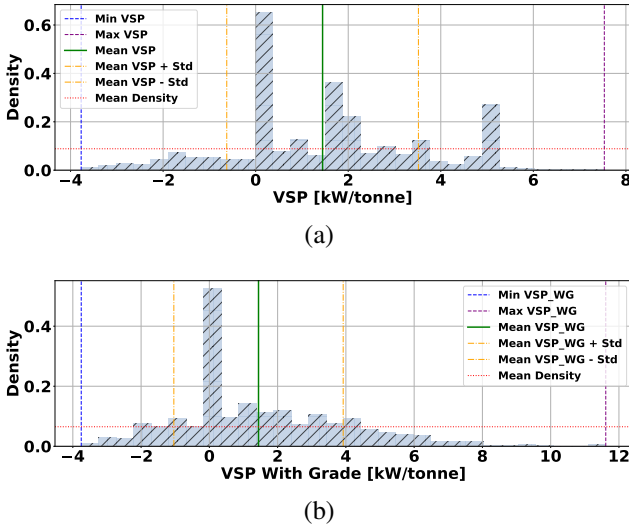 Min VSP
Max VSP
Mean VSP
Mean VSP + Std
Mean VSP - Std
Mean Density
Density
0.6
0.4
0.2
0.0
−4 −2 0 2 4 6 8
VSP [kW/tonne]
(a)
Min VSP_WG
Max VSP_WG
Mean VSP_WG
Mean VSP_WG + Std
Mean VSP_WG - Std
Mean Density
Density
0.4
0.2
0.0
−4 −2 0 2 4 6 8 10 12
VSP With Grade [kW/tonne]
(b)